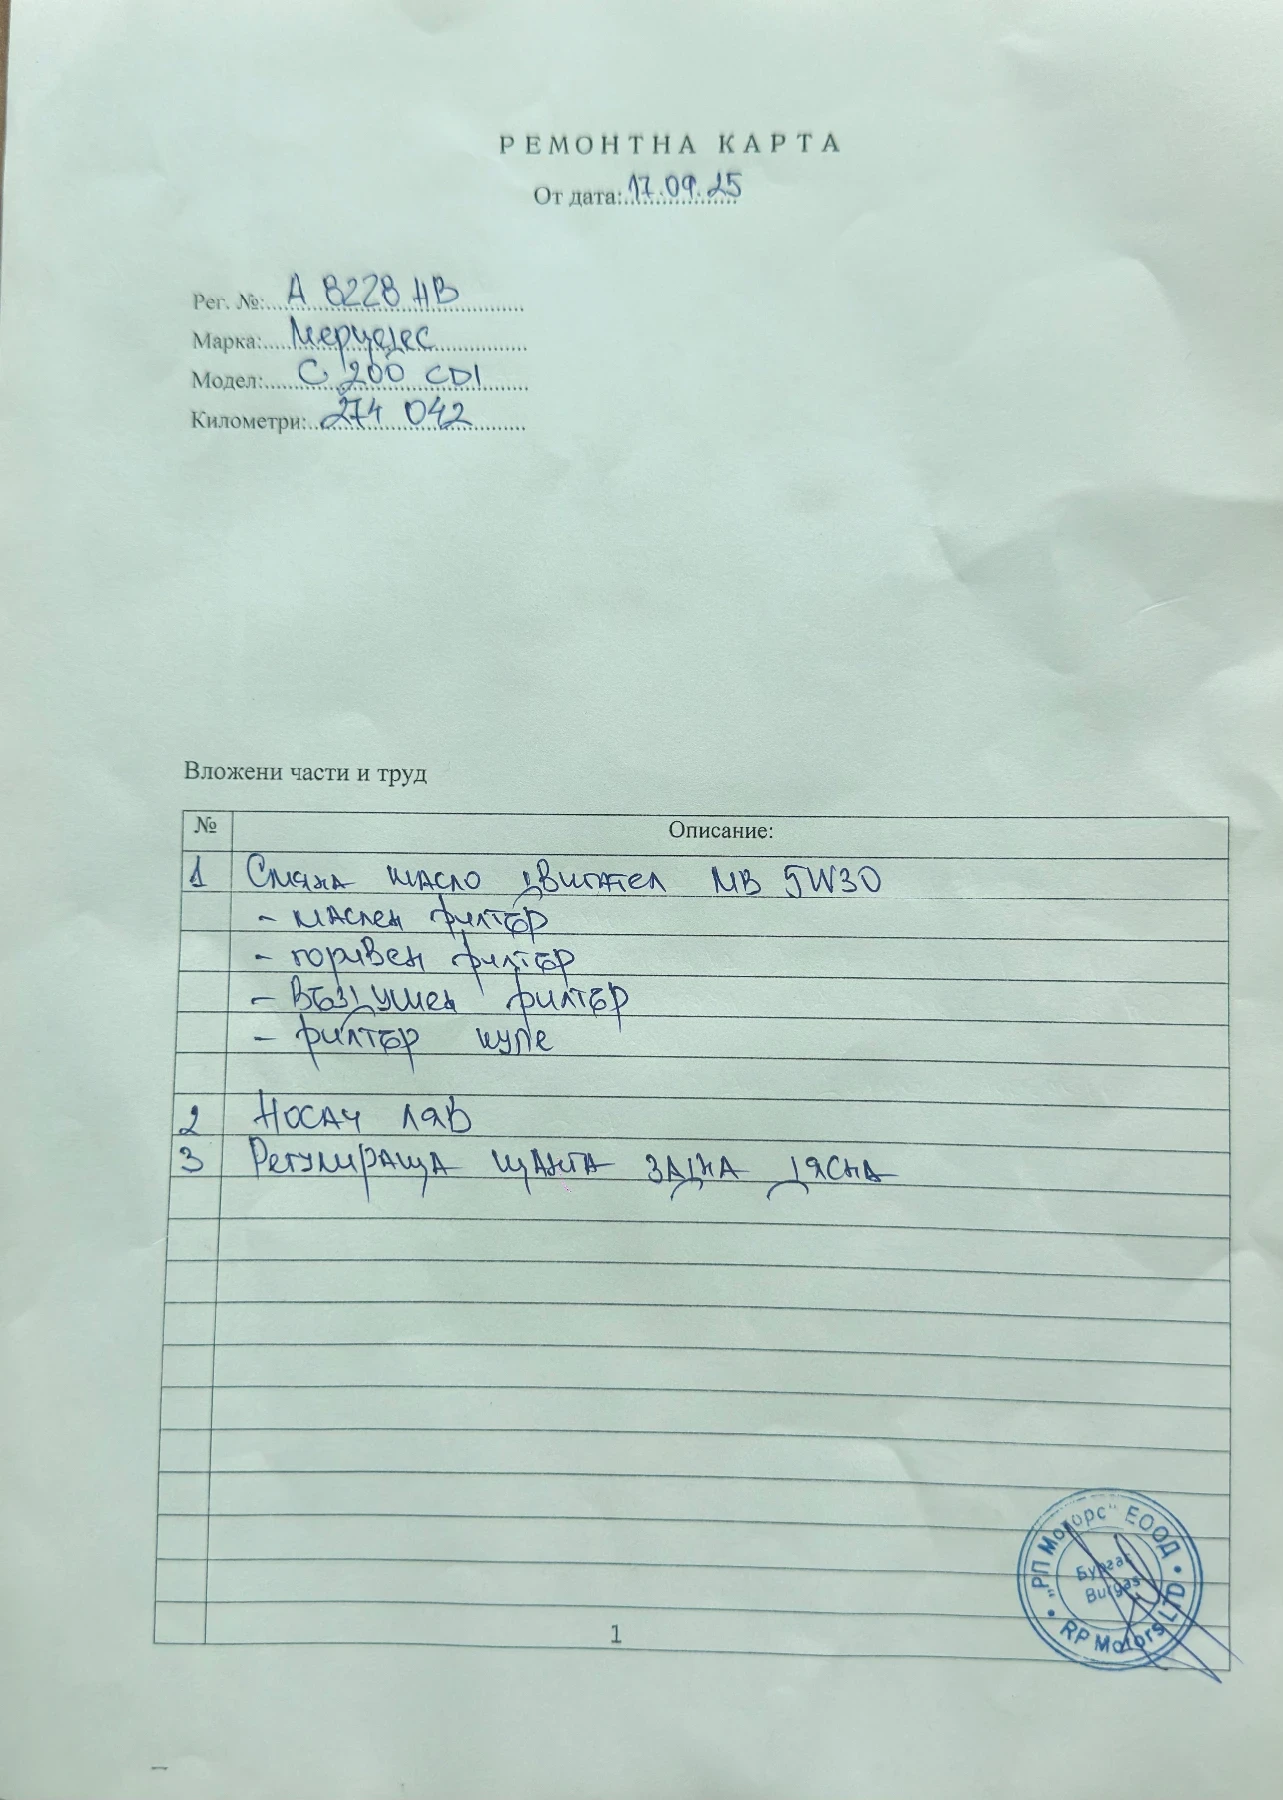 РЕМОНТНА КАРТА
От дата: 17.09.25
Рег. №: А 8228 НВ
Марка: Мерцедес
Модел: С 200 CDI
Километри: 274 042
Вложени части и труд
№ Описание:
1 Смяна масло двигател MB 5W30
- маслен филтър
- горивен филтър
- въздушен филтър
- филтър купе
2 Носач ляв
3 Регулираща щанга задна дясна
"РП Моторс" ЕООД
Бургас
Burgas
RP Motors LTD
1